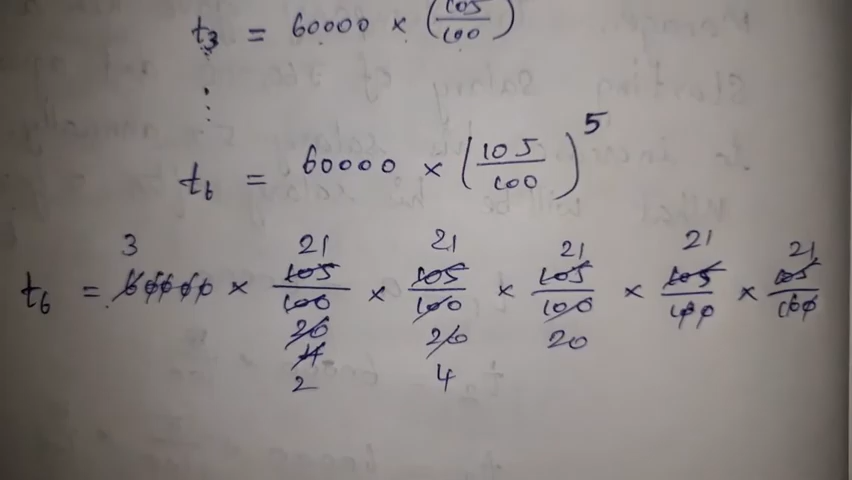 t3 = 60000 × (105/100)
⋮
t6 = 60000 × (105/100)^5
3 21 21 21 21 21
t6 = 60000 × 105/100 × 105/100 × 105/100 × 105/100 × 105/100
20 20 20
4 4
2